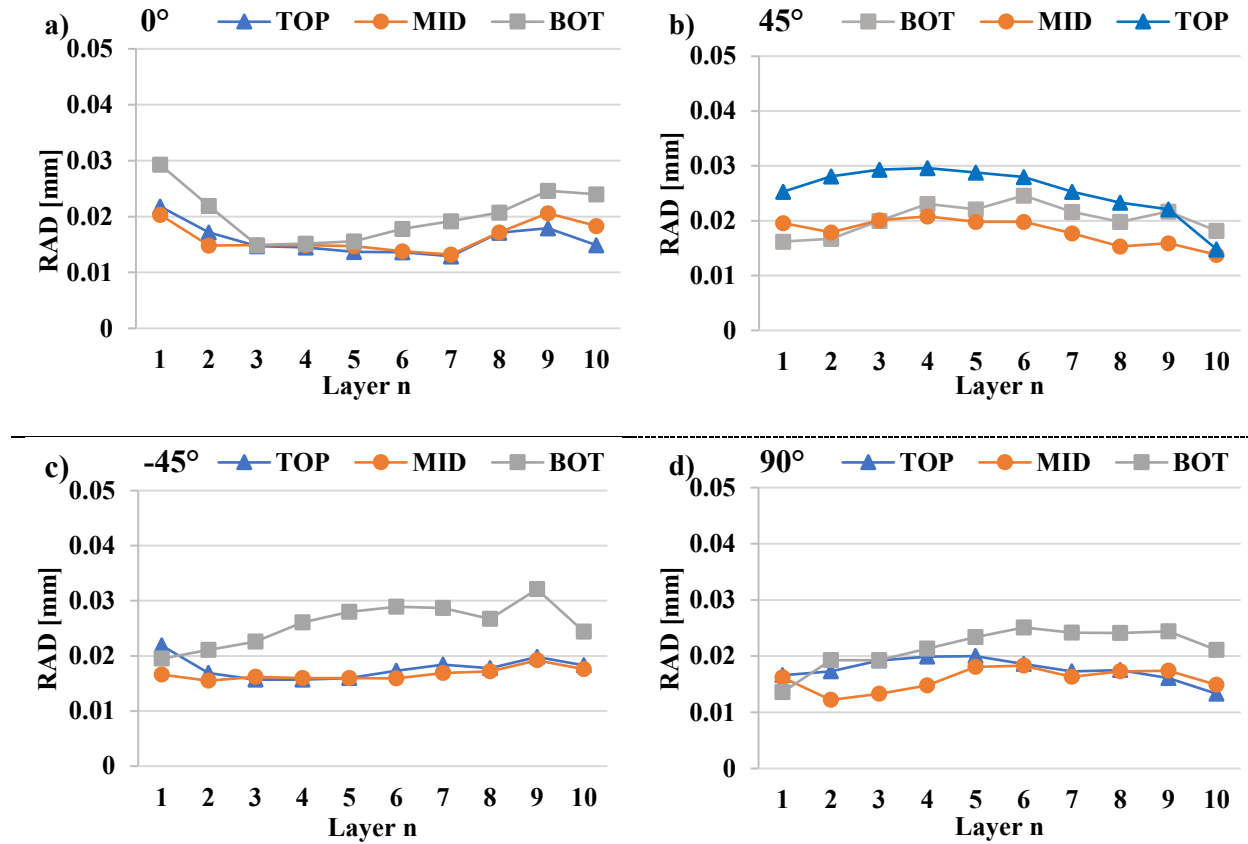 a) 0° TOP MID BOT
0.05
0.04
0.03
0.02
0.01
0
RAD [mm]
1 2 3 4 5 6 7 8 9 10
Layer n
b) 45° BOT MID TOP
0.05
0.04
0.03
0.02
0.01
0
RAD [mm]
1 2 3 4 5 6 7 8 9 10
Layer n
c) -45° TOP MID BOT
0.05
0.04
0.03
0.02
0.01
0
RAD [mm]
1 2 3 4 5 6 7 8 9 10
Layer n
d) 90° TOP MID BOT
0.05
0.04
0.03
0.02
0.01
0
RAD [mm]
1 2 3 4 5 6 7 8 9 10
Layer n